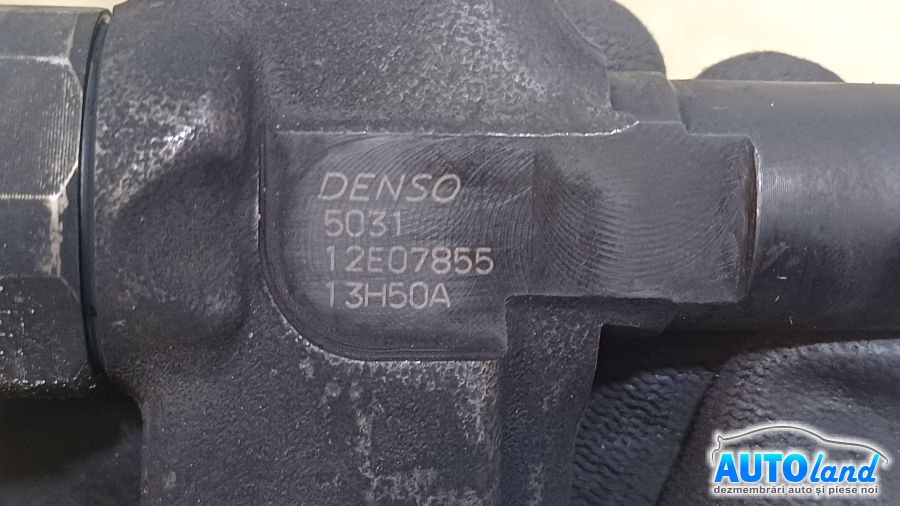 DENSO
5031
12E07855
13H50A
AUTOland
dezmembrări auto și piese noi